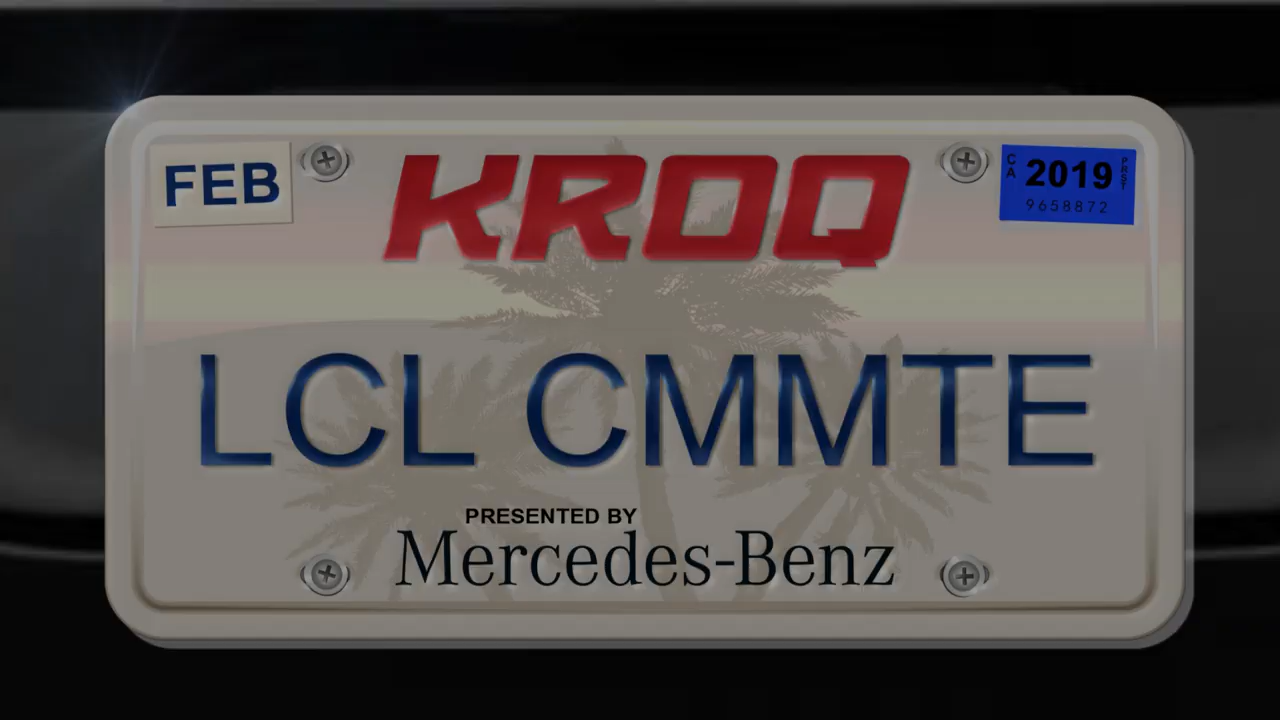 FEB
KROQ
CA 2019 PRST
9658872
LCL CMMTE
PRESENTED BY
Mercedes-Benz